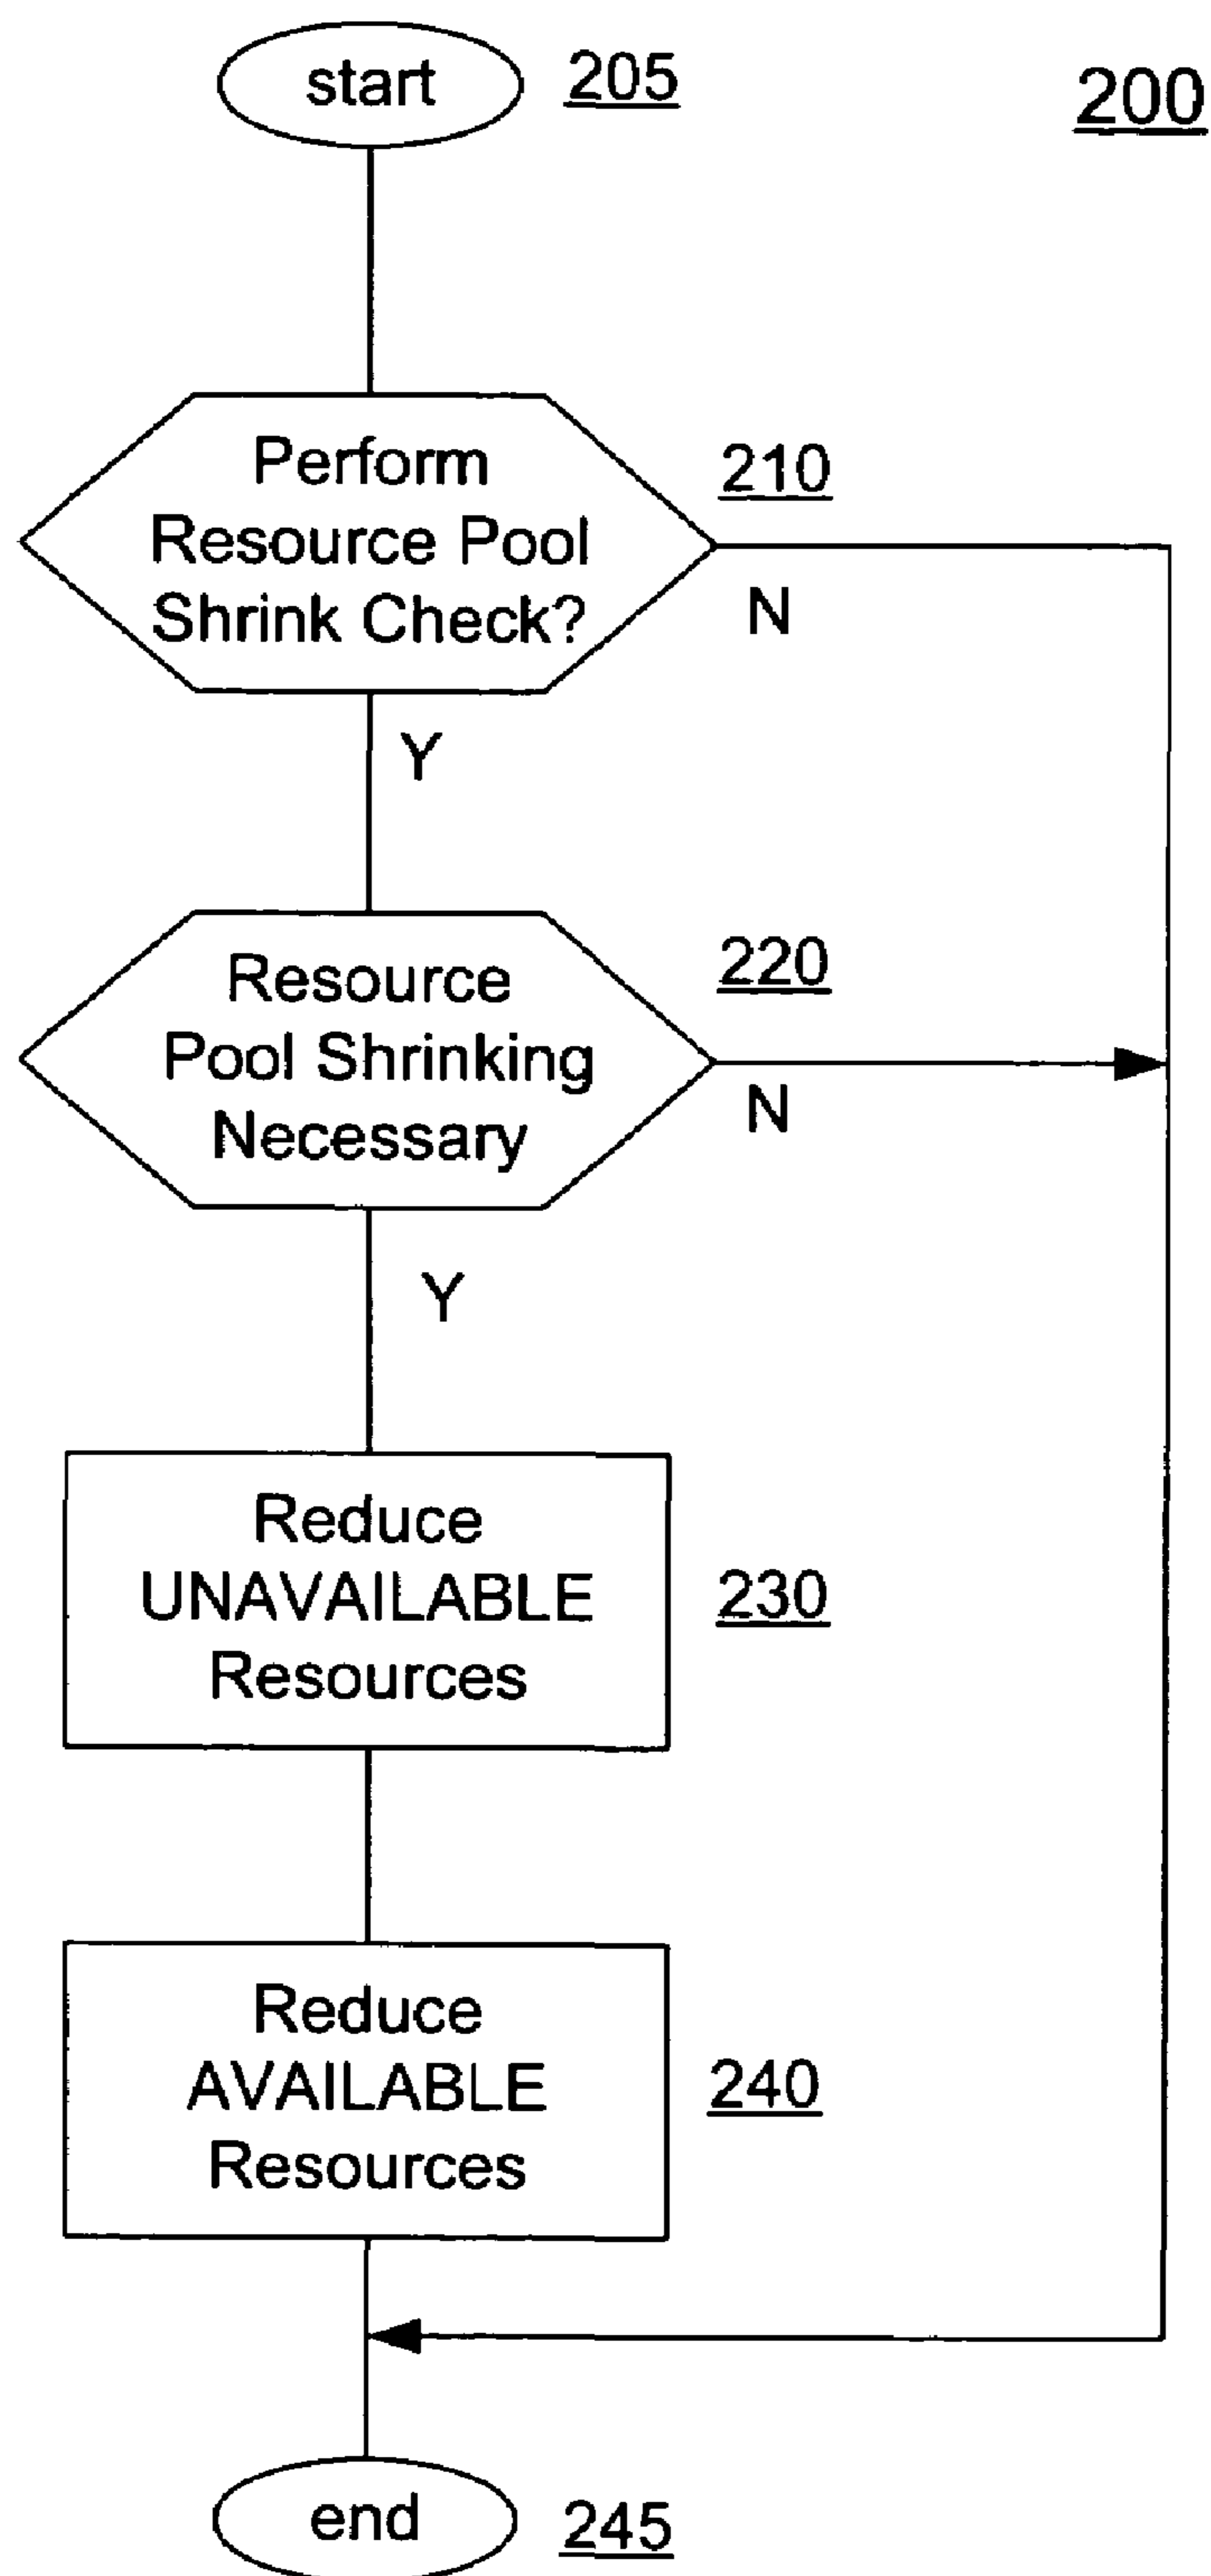 start
205
200
Perform
Resource Pool
Shrink Check?
210
N
Y
Resource
Pool Shrinking
Necessary
220
N
Y
Reduce
UNAVAILABLE
Resources
230
Reduce
AVAILABLE
Resources
240
end
245